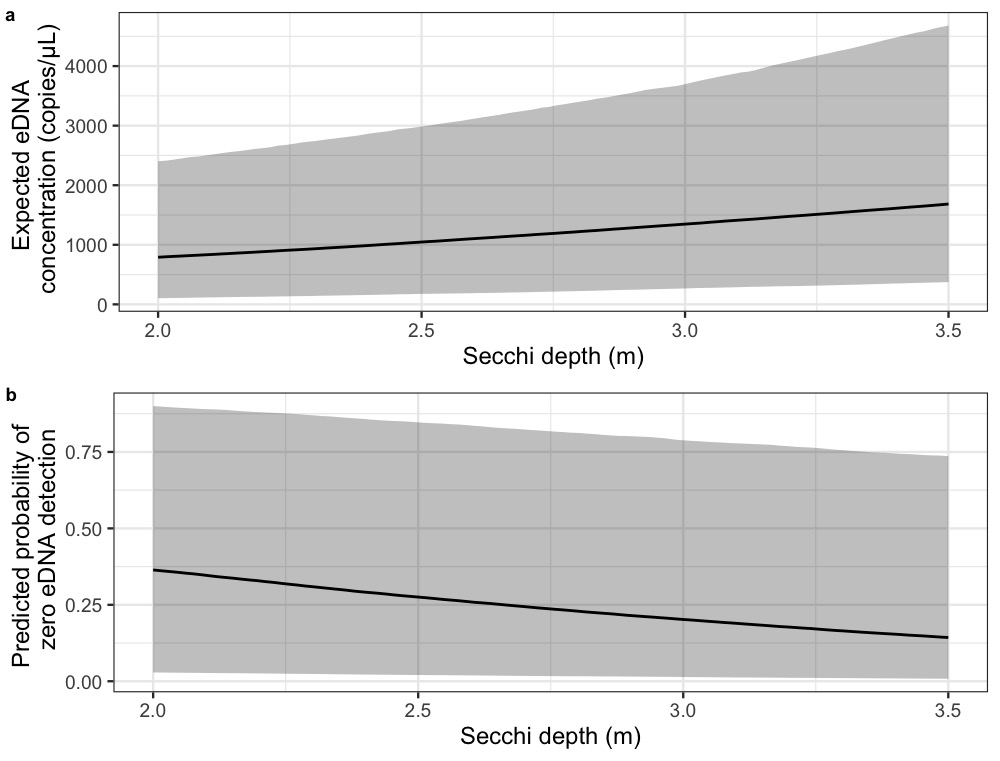 a
Expected eDNA
concentration (copies/µL)
4000
3000
2000
1000
0
2.0 2.5 3.0 3.5
Secchi depth (m)
b
Predicted probability of
zero eDNA detection
0.75
0.50
0.25
0.00
2.0 2.5 3.0 3.5
Secchi depth (m)